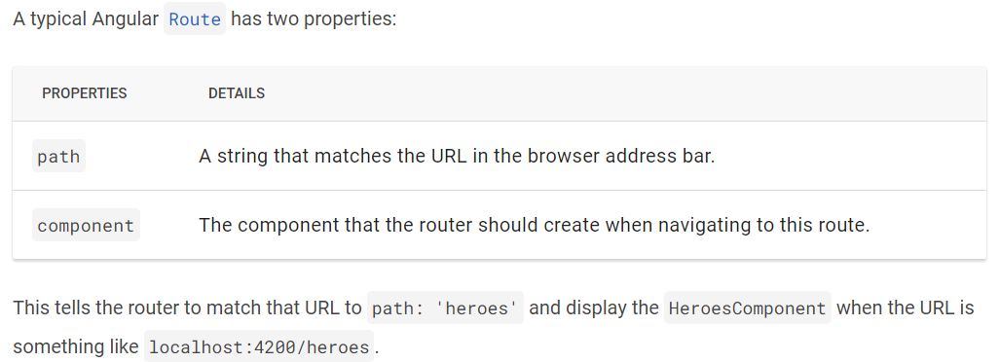 A typical Angular Route has two properties:
PROPERTIES DETAILS
path A string that matches the URL in the browser address bar.
component The component that the router should create when navigating to this route.
This tells the router to match that URL to path: 'heroes' and display the HeroesComponent when the URL is
something like localhost:4200/heroes.